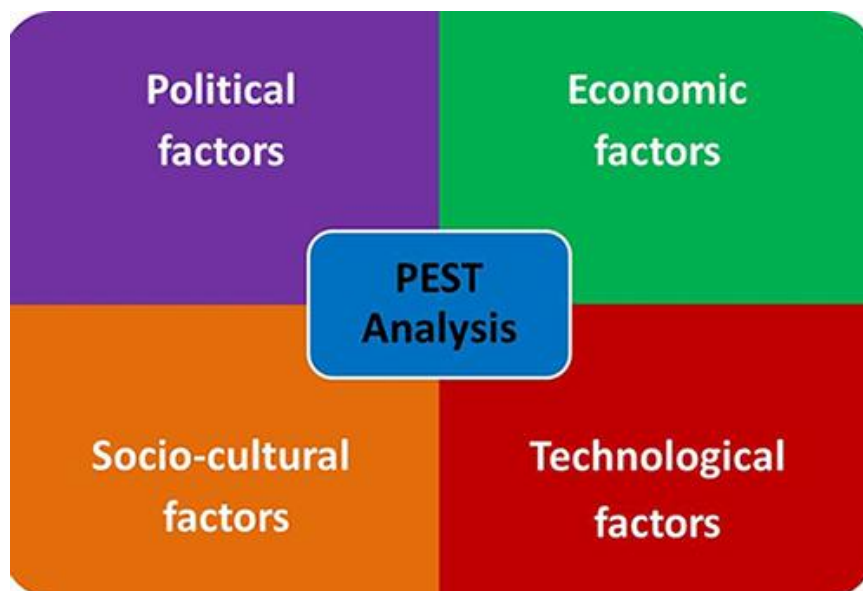 Political
factors
Economic
factors
PEST
Analysis
Socio-cultural
factors
Technological
factors